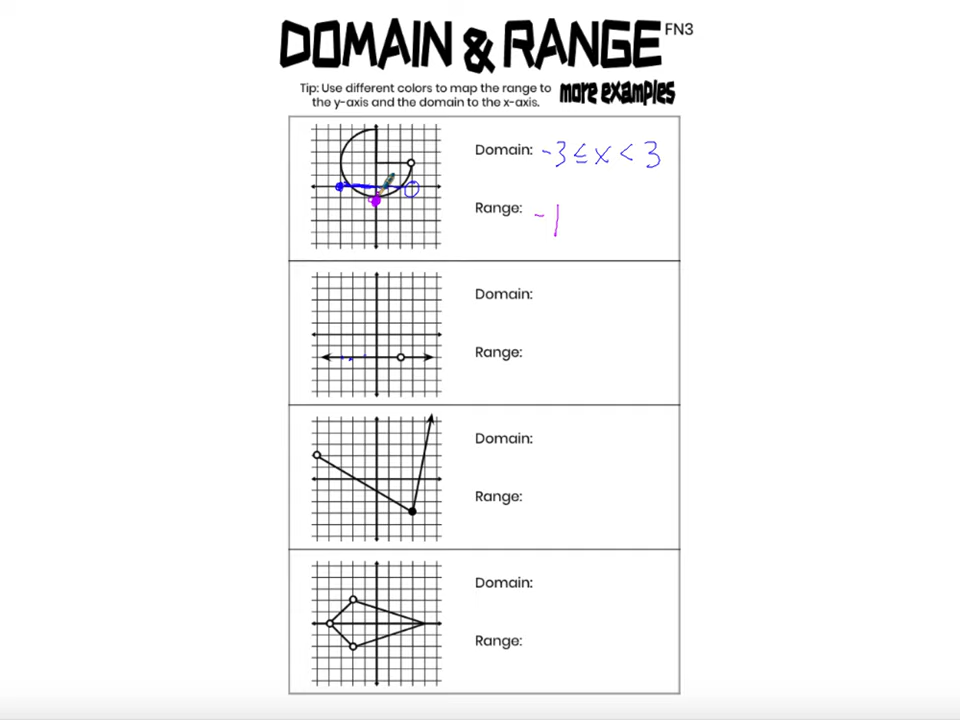 DOMAIN & RANGE FN3
Tip: Use different colors to map the range to
the y-axis and the domain to the x-axis.
more examples
Domain: -3 ≤ x < 3
Range: -1
Domain:
Range:
Domain:
Range:
Domain:
Range: